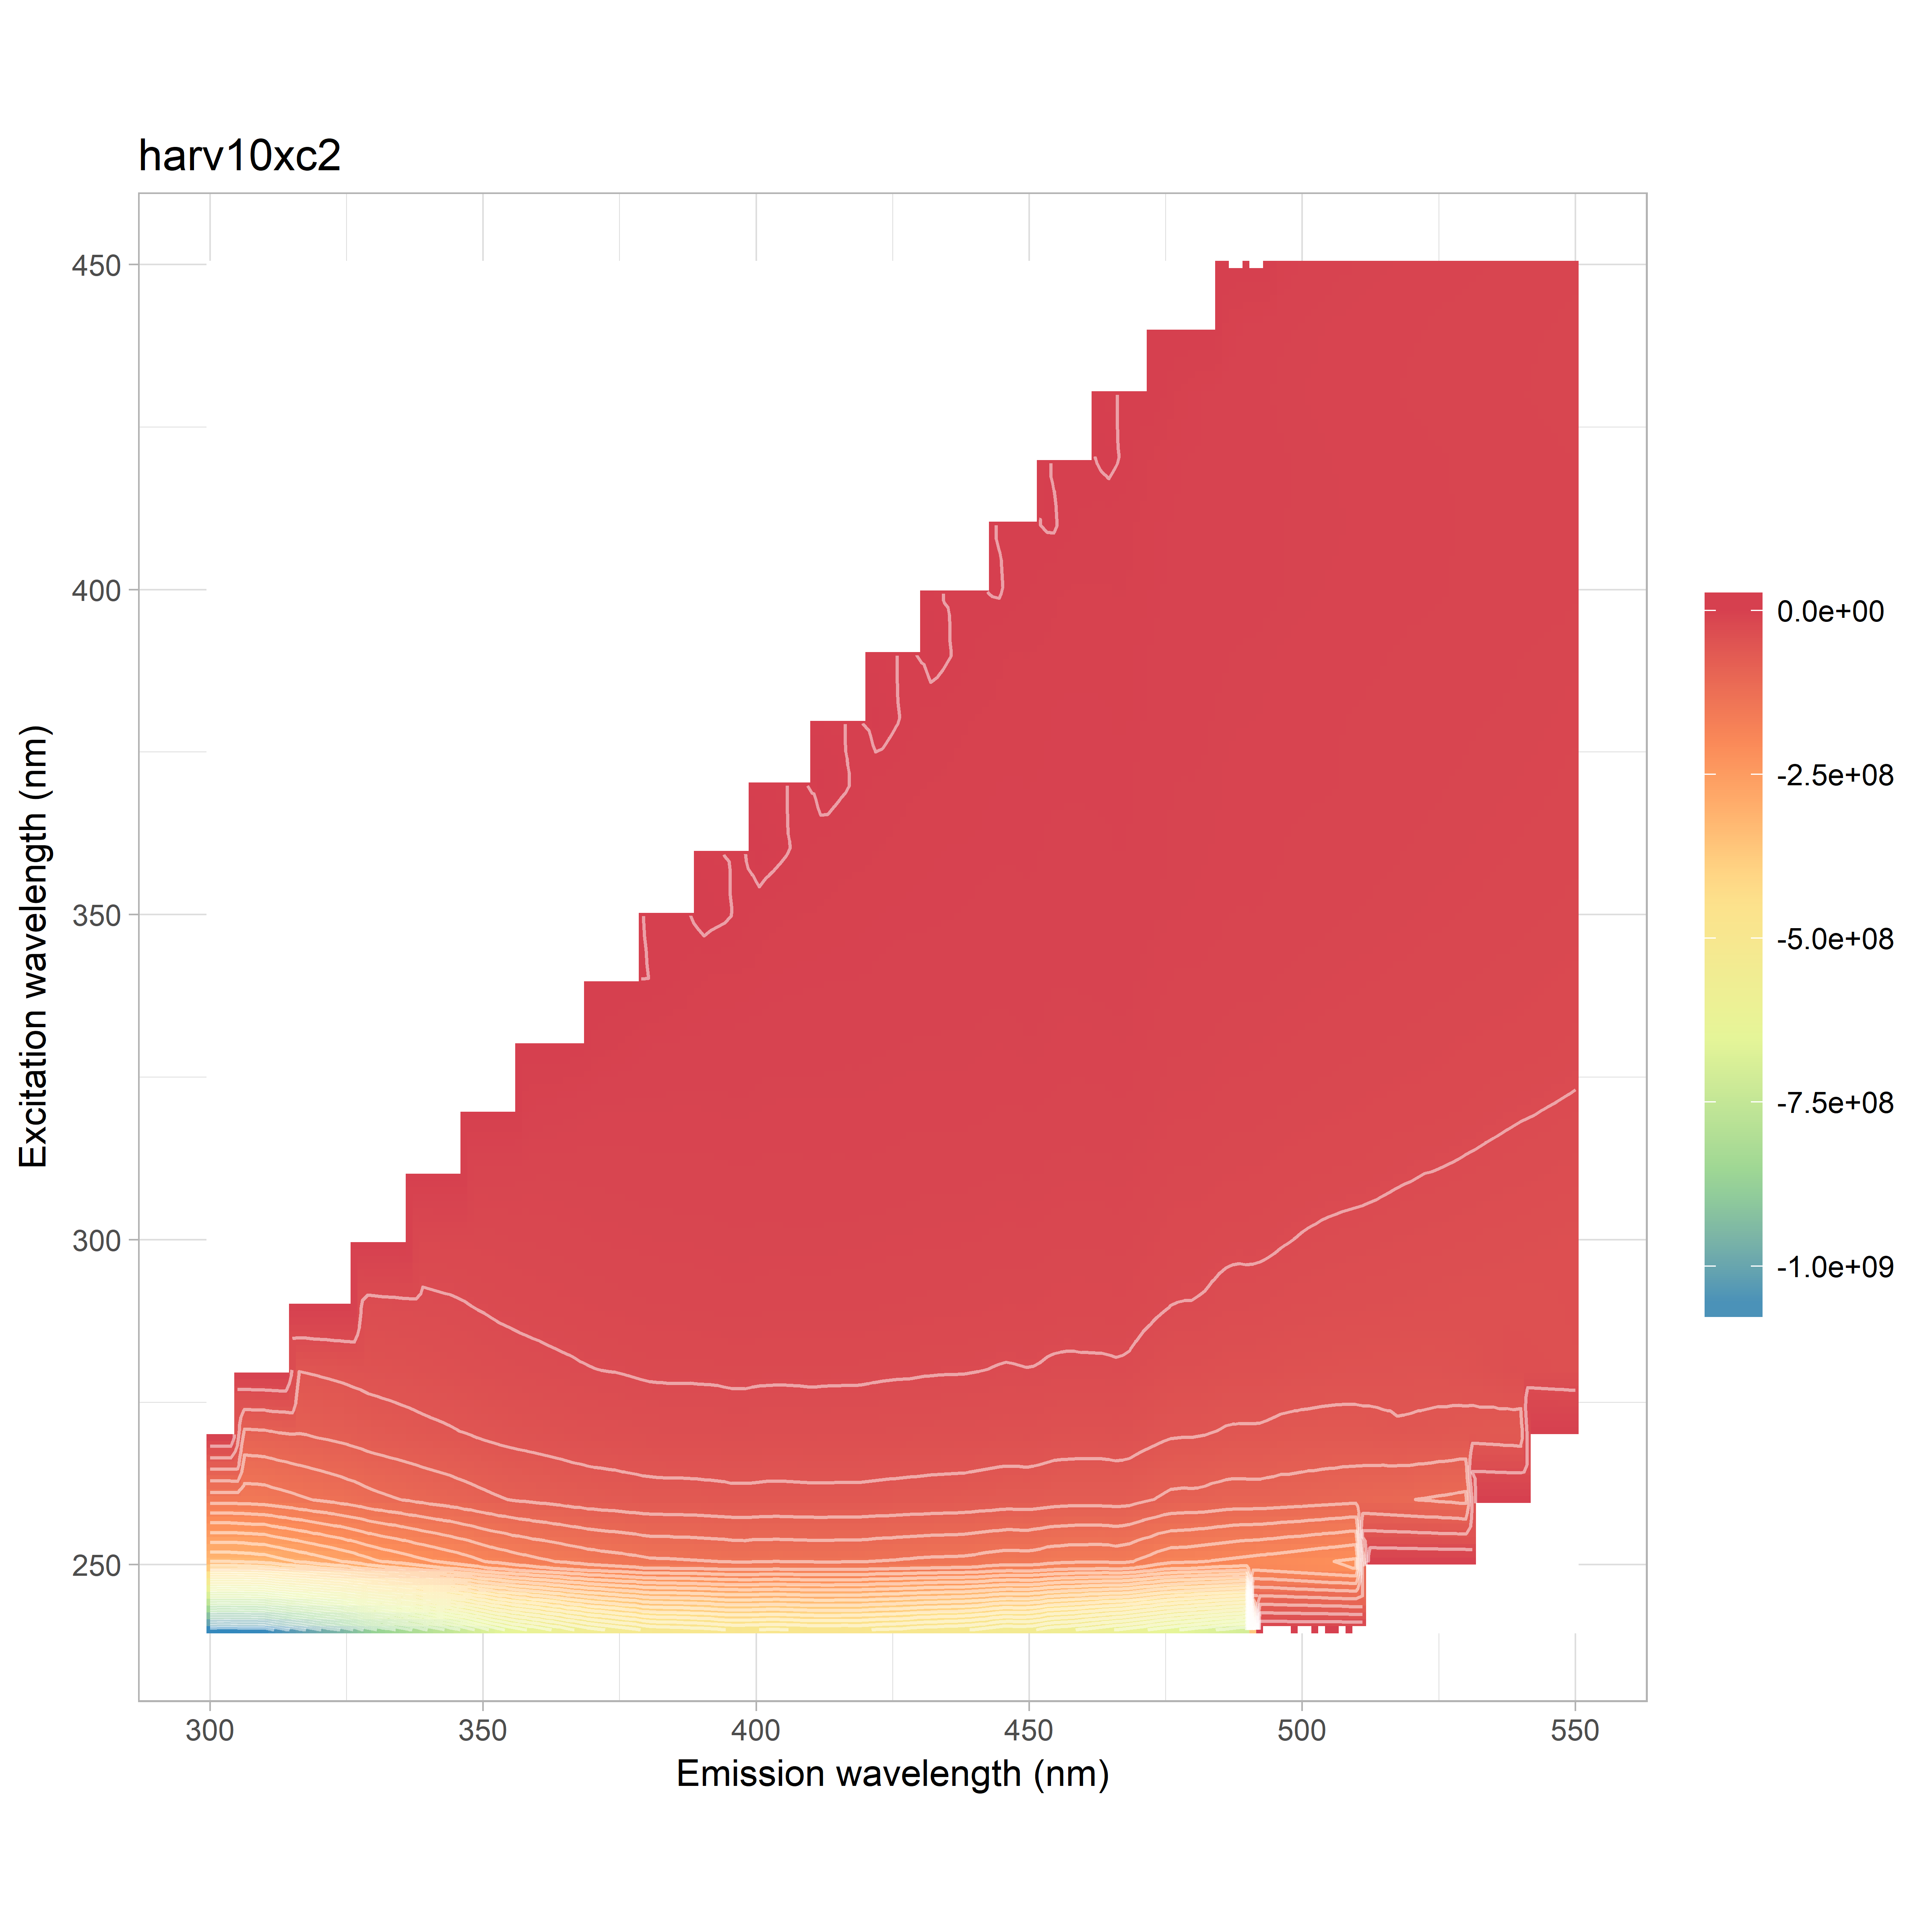 harv10xc2
Excitation wavelength (nm)
450
400
350
300
250
300 350 400 450 500 550
Emission wavelength (nm)
0.0e+00
-2.5e+08
-5.0e+08
-7.5e+08
-1.0e+09